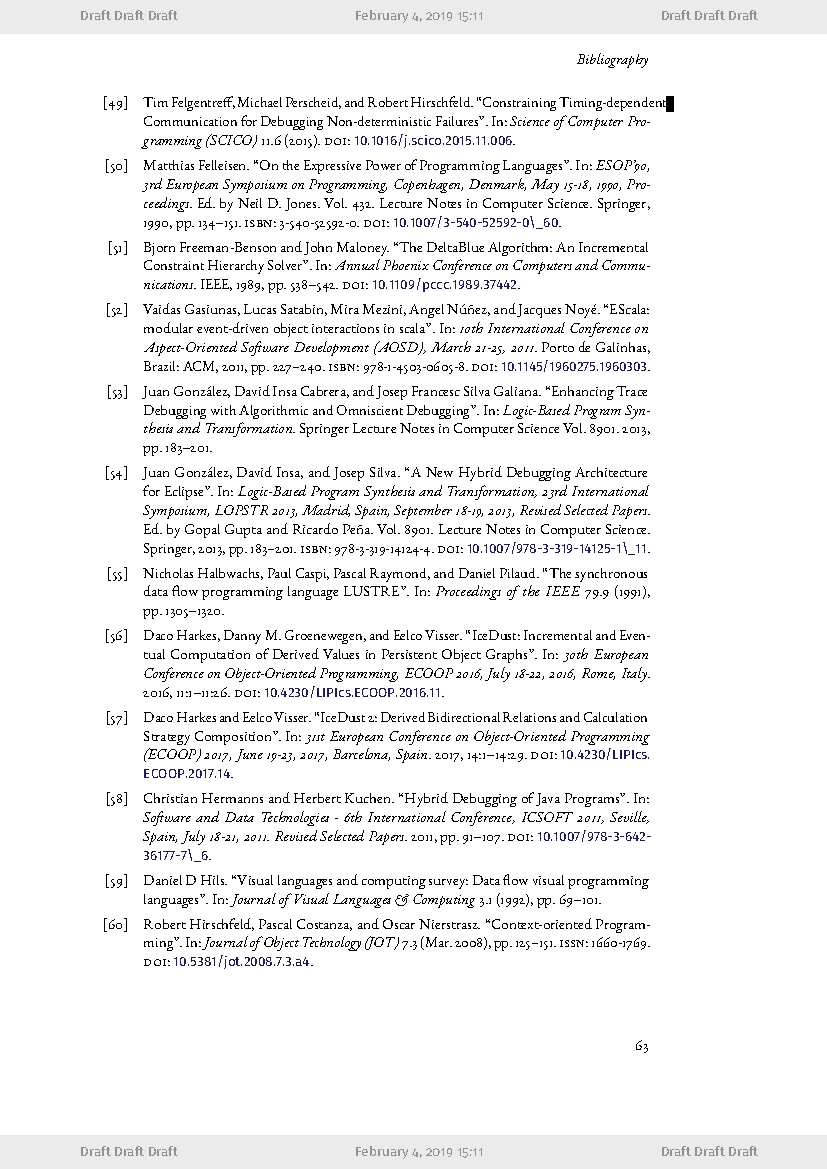 Draft Draft Draft February 4, 2019 15:11 Draft Draft Draft
Bibliography
[49] Tim Felgentreff, Michael Perscheid, and Robert Hirschfeld. “Constraining Timing-dependent
Communication for Debugging Non-deterministic Failures”. In: Science of Computer Pro-
gramming (SCICO) 11.6 (2015). DOI: 10.1016/j.scico.2015.11.006.
[50] Matthias Felleisen. “On the Expressive Power of Programming Languages”. In: ESOP’90,
3rd European Symposium on Programming, Copenhagen, Denmark, May 15-18, 1990, Pro-
ceedings. Ed. by Neil D. Jones. Vol. 432. Lecture Notes in Computer Science. Springer,
1990, pp. 134–151. ISBN: 3-540-52592-0. DOI: 10.1007/3-540-52592-0\_60.
[51] Bjorn Freeman-Benson and John Maloney. “The DeltaBlue Algorithm: An Incremental
Constraint Hierarchy Solver”. In: Annual Phoenix Conference on Computers and Commu-
nications. IEEE, 1989, pp. 538–542. DOI: 10.1109/pccc.1989.37442.
[52] Vaidas Gasiunas, Lucas Satabin, Mira Mezini, Angel Núñez, and Jacques Noyé. “EScala:
modular event-driven object interactions in scala”. In: 10th International Conference on
Aspect-Oriented Software Development (AOSD), March 21-25, 2011. Porto de Galinhas,
Brazil: ACM, 2011, pp. 227–240. ISBN: 978-1-4503-0605-8. DOI: 10.1145/1960275.1960303.
[53] Juan González, David Insa Cabrera, and Josep Francesc Silva Galiana. “Enhancing Trace
Debugging with Algorithmic and Omniscient Debugging”. In: Logic-Based Program Syn-
thesis and Transformation. Springer Lecture Notes in Computer Science Vol. 8901. 2013,
pp. 183–201.
[54] Juan González, David Insa, and Josep Silva. “A New Hybrid Debugging Architecture
for Eclipse”. In: Logic-Based Program Synthesis and Transformation, 23rd International
Symposium, LOPSTR 2013, Madrid, Spain, September 18-19, 2013, Revised Selected Papers.
Ed. by Gopal Gupta and Ricardo Peña. Vol. 8901. Lecture Notes in Computer Science.
Springer, 2013, pp. 183–201. ISBN: 978-3-319-14124-4. DOI: 10.1007/978-3-319-14125-1\_11.
[55] Nicholas Halbwachs, Paul Caspi, Pascal Raymond, and Daniel Pilaud. “The synchronous
data flow programming language LUSTRE”. In: Proceedings of the IEEE 79.9 (1991),
pp. 1305–1320.
[56] Daco Harkes, Danny M. Groenewegen, and Eelco Visser. “IceDust: Incremental and Even-
tual Computation of Derived Values in Persistent Object Graphs”. In: 30th European
Conference on Object-Oriented Programming, ECOOP 2016, July 18-22, 2016, Rome, Italy.
2016, 11:1–11:26. DOI: 10.4230/LIPIcs.ECOOP.2016.11.
[57] Daco Harkes and Eelco Visser. “IceDust 2: Derived Bidirectional Relations and Calculation
Strategy Composition”. In: 31st European Conference on Object-Oriented Programming
(ECOOP) 2017, June 19-23, 2017, Barcelona, Spain. 2017, 14:1–14:29. DOI: 10.4230/LIPIcs.
ECOOP.2017.14.
[58] Christian Hermanns and Herbert Kuchen. “Hybrid Debugging of Java Programs”. In:
Software and Data Technologies - 6th International Conference, ICSOFT 2011, Seville,
Spain, July 18-21, 2011. Revised Selected Papers. 2011, pp. 91–107. DOI: 10.1007/978-3-642-
36177-7\_6.
[59] Daniel D Hils. “Visual languages and computing survey: Data flow visual programming
languages”. In: Journal of Visual Languages & Computing 3.1 (1992), pp. 69–101.
[60] Robert Hirschfeld, Pascal Costanza, and Oscar Nierstrasz. “Context-oriented Program-
ming”. In: Journal of Object Technology (JOT) 7.3 (Mar. 2008), pp. 125–151. ISSN: 1660-1769.
DOI: 10.5381/jot.2008.7.3.a4.
63
Draft Draft Draft February 4, 2019 15:11 Draft Draft Draft